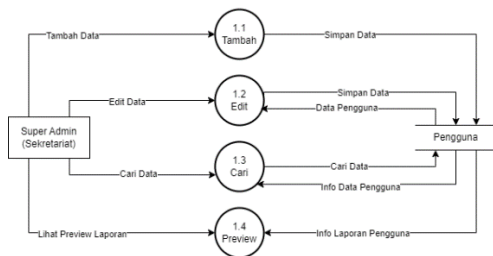 1.1
Tambah
Tambah Data
Simpan Data
1.2
Edit
Edit Data
Simpan Data
Data Pengguna
Super Admin
(Sekretariat)
Pengguna
1.3
Cari
Cari Data
Cari Data
Info Data Pengguna
1.4
Preview
Lihat Preview Laporan
Info Laporan Pengguna